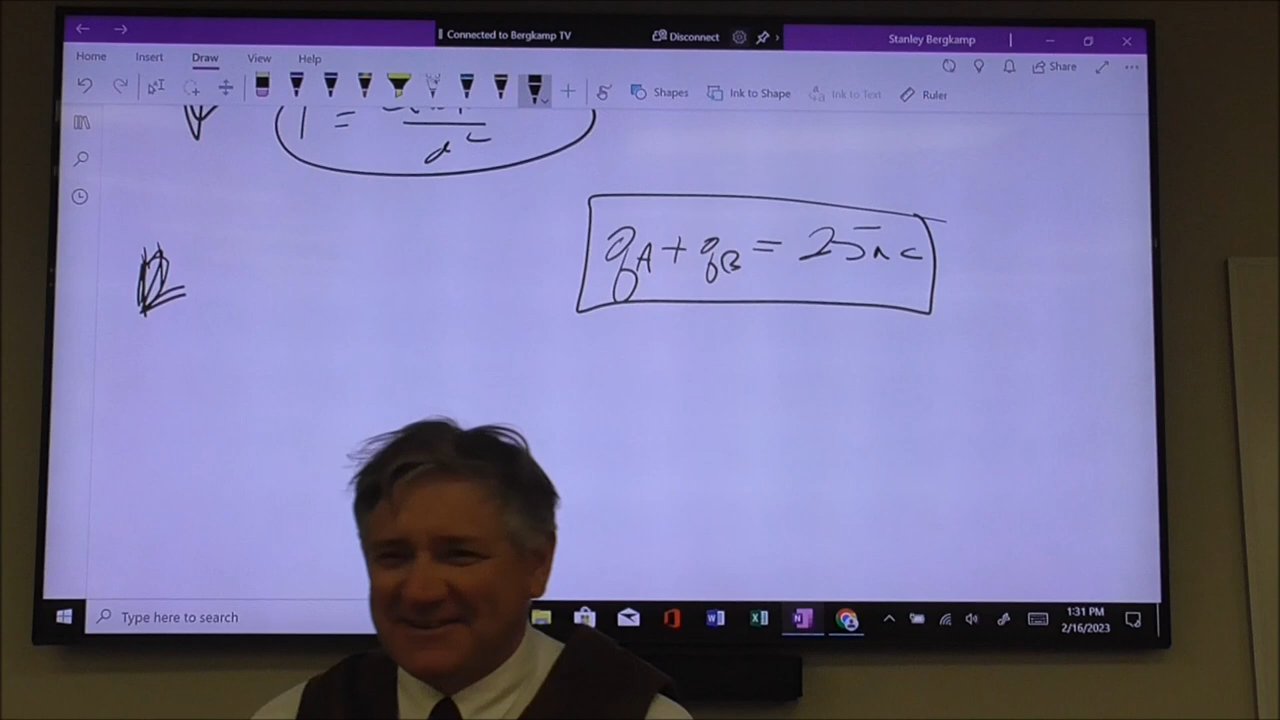 Connected to Bergkamp TV
Disconnect
Stanley Bergkamp
Home Insert Draw View Help
Share
Shapes Ink to Shape Ink to Text Ruler
qA + qB = 25nC
Type here to search
1:31 PM
2/16/2023